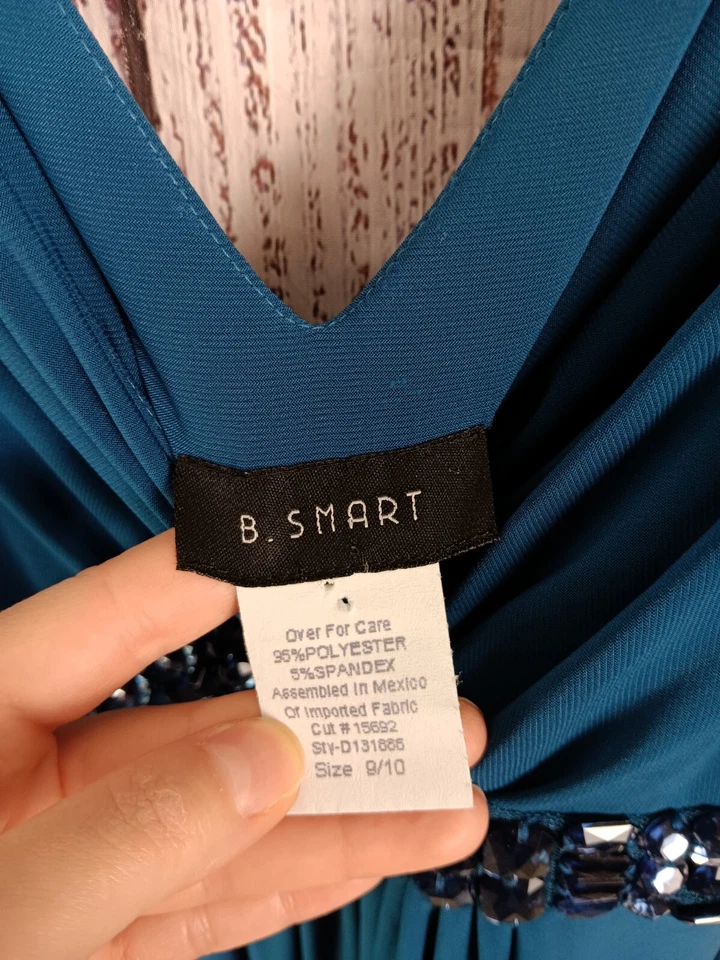 B. SMART
Over For Care
95%POLYESTER
5%SPANDEX
Assembled in Mexico
Of Imported Fabric
Cut # 15692
Sty-D131886
Size 9/10